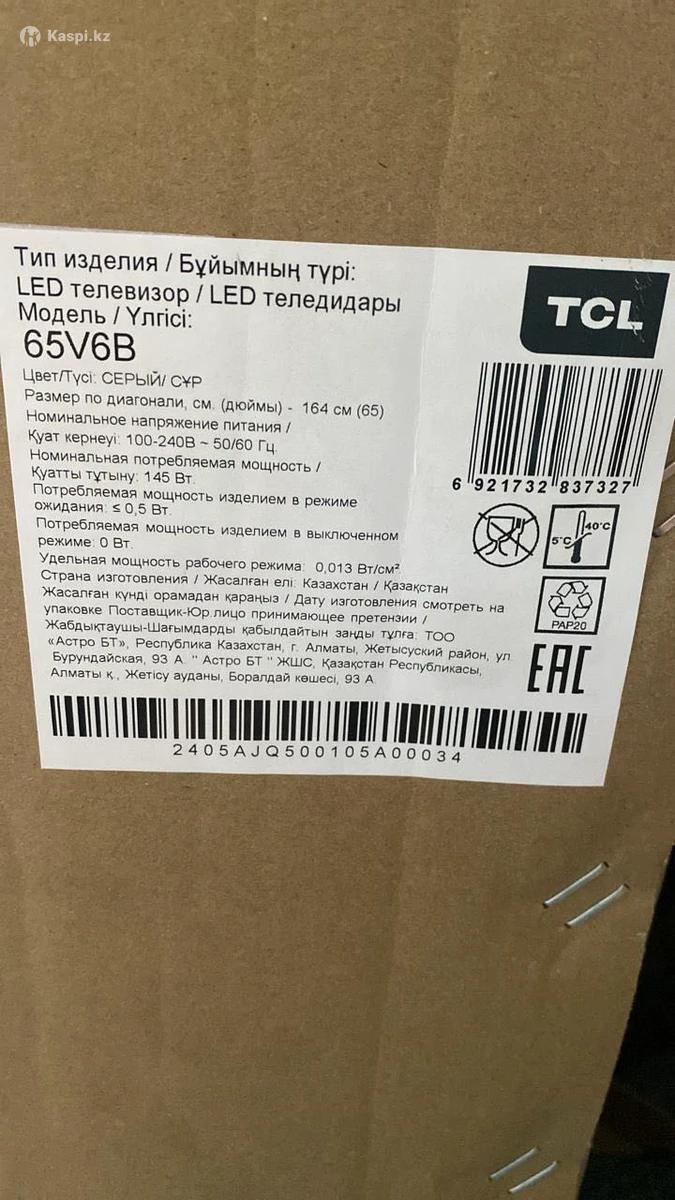 Kaspi.kz
Тип изделия / Бұйымның түрі:
LED телевизор / LED теледидары
Модель / Үлгісі:
65V6B
Цвет/Түсі: СЕРЫЙ/ СҰР
Размер по диагонали, см. (дюймы) - 164 см (65)
Номинальное напряжение питания /
Қуат кернеуі: 100-240В ~ 50/60 Гц.
Номинальная потребляемая мощность /
Қуатты тұтыну: 145 Вт.
Потребляемая мощность изделием в режиме
ожидания: ≤ 0,5 Вт.
Потребляемая мощность изделием в выключенном
режиме: 0 Вт.
Удельная мощность рабочего режима: 0,013 Вт/см²
Страна изготовления / Жасалған елі: Казахстан / Қазақстан
Жасалған күнді орамадан қараңыз / Дату изготовления смотреть на
упаковке Поставщик-Юр.лицо принимающее претензии /
Жабдықтаушы-Шағымдарды қабылдайтын заңды тұлға: ТОО
«Астро БТ», Республика Казахстан, г. Алматы, Жетысуский район, ул.
Бурундайская, 93 А. " Астро БТ " ЖШС, Қазақстан Республикасы,
Алматы қ., Жетісу ауданы, Боралдай көшесі, 93 А
TCL
6 921732 837327
5°C 40°C
PAP20
EAC
2405AJQ500105A00034